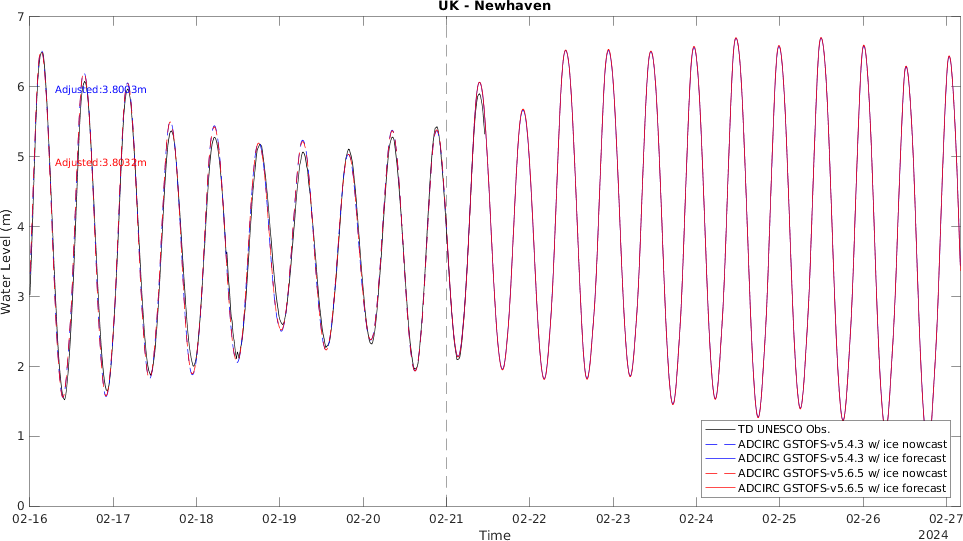 UK - Newhaven
7
6
5
4
3
2
1
0
Water Level (m)
Adjusted:3.8033m
Adjusted:3.8032m
TD UNESCO Obs.
ADCIRC GSTOFS-v5.4.3 w/ ice nowcast
ADCIRC GSTOFS-v5.4.3 w/ ice forecast
ADCIRC GSTOFS-v5.6.5 w/ ice nowcast
ADCIRC GSTOFS-v5.6.5 w/ ice forecast
02-16 02-17 02-18 02-19 02-20 02-21 02-22 02-23 02-24 02-25 02-26 02-27
Time
2024